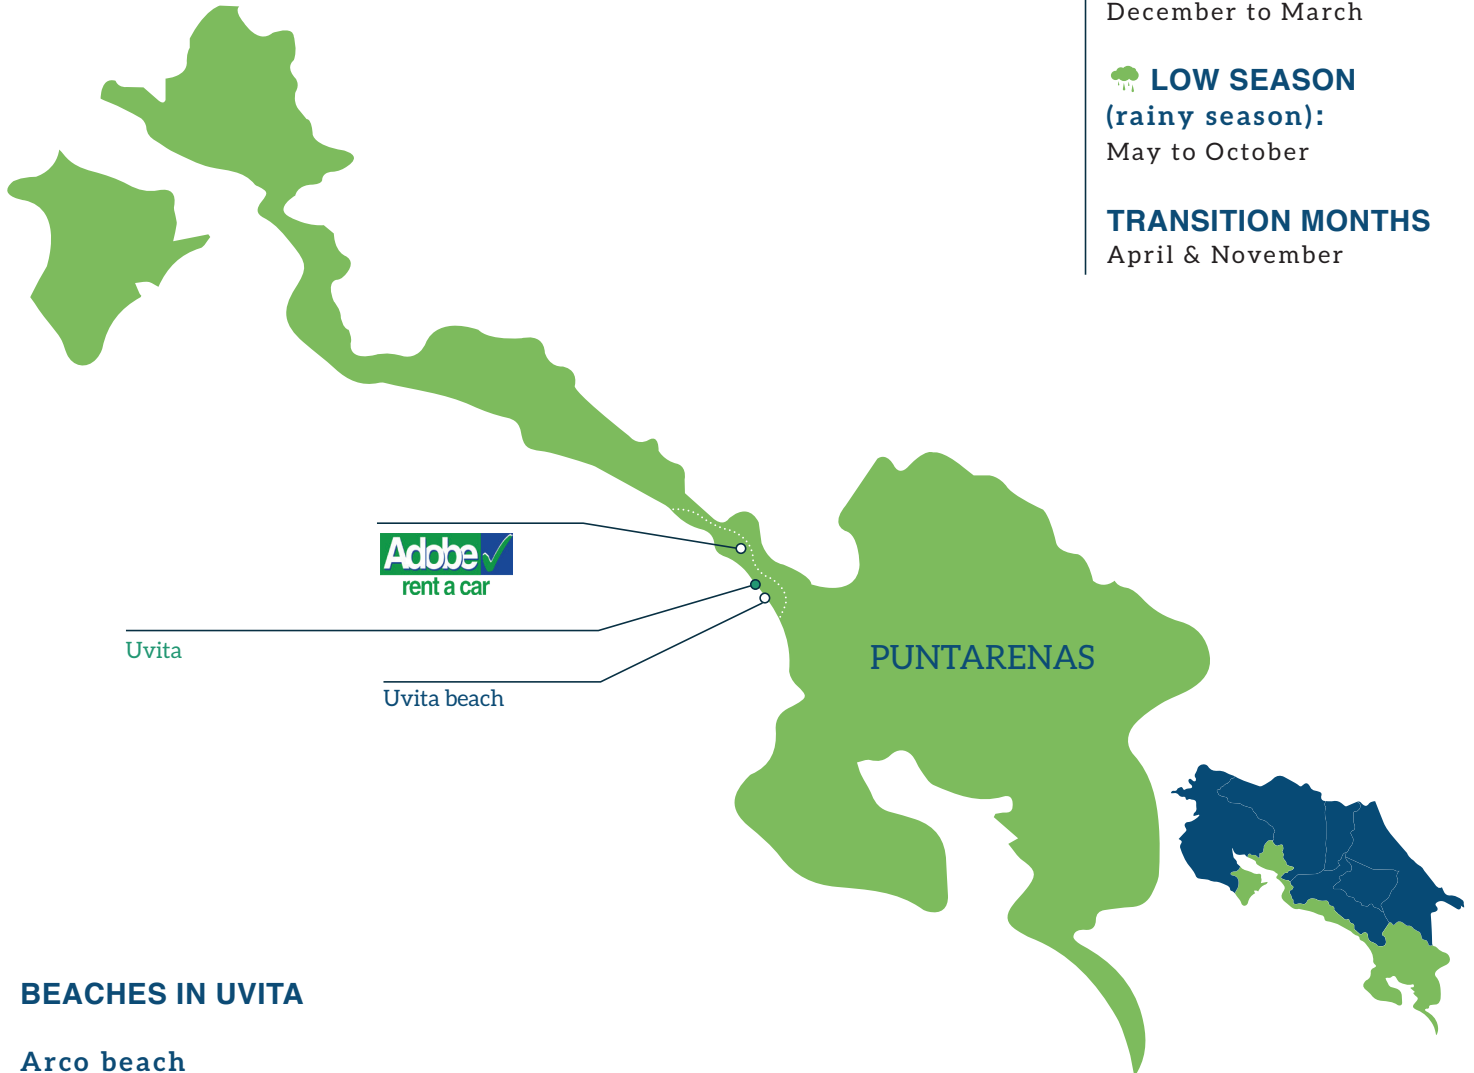 December to March
LOW SEASON
(rainy season):
May to October
TRANSITION MONTHS
April & November
Adobe
rent a car
Uvita
Uvita beach
PUNTARENAS
BEACHES IN UVITA
Arco beach